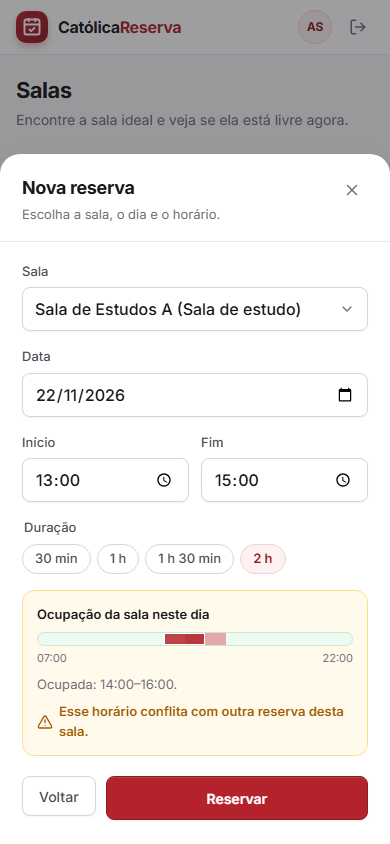 CatólicaReserva
AS
Salas
Encontre a sala ideal e veja se ela está livre agora.
Nova reserva
Escolha a sala, o dia e o horário.
Sala
Sala de Estudos A (Sala de estudo)
Data
22/11/2026
Início
Fim
13:00
15:00
Duração
30 min
1 h
1 h 30 min
2 h
Ocupação da sala neste dia
07:00
22:00
Ocupada: 14:00–16:00.
Esse horário conflita com outra reserva desta
sala.
Voltar
Reservar